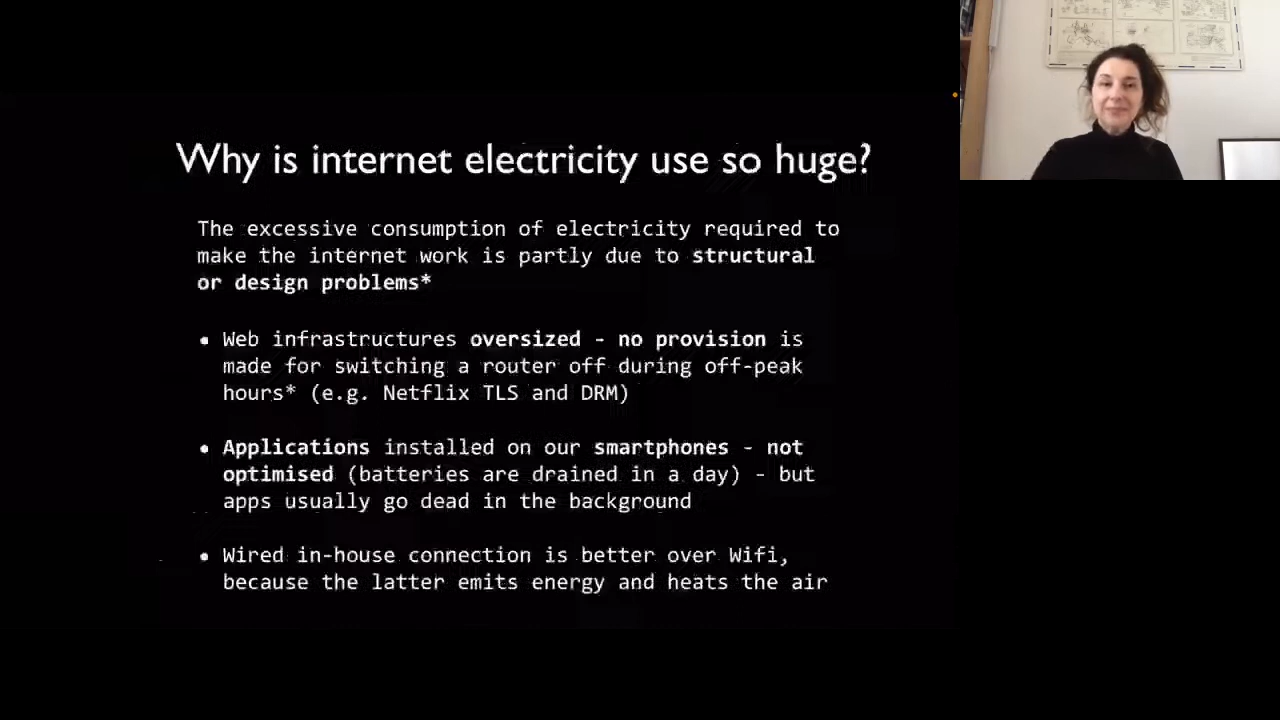 Why is internet electricity use so huge?
The excessive consumption of electricity required to
make the internet work is partly due to structural
or design problems*
• Web infrastructures oversized - no provision is
made for switching a router off during off-peak
hours* (e.g. Netflix TLS and DRM)
• Applications installed on our smartphones - not
optimised (batteries are drained in a day) - but
apps usually go dead in the background
• Wired in-house connection is better over Wifi,
because the latter emits energy and heats the air